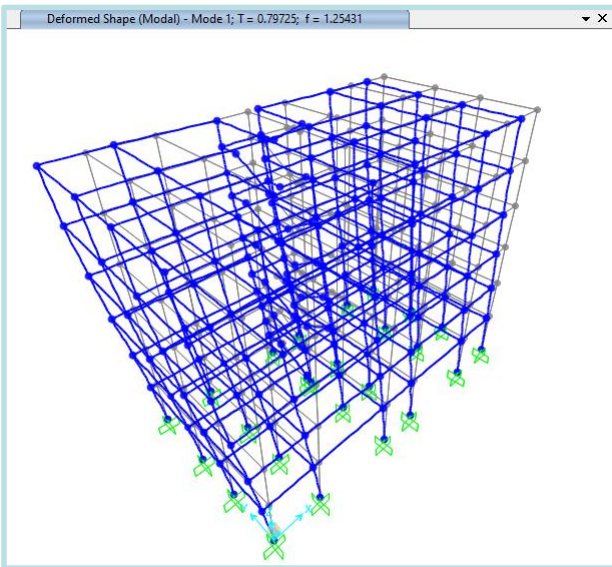 Deformed Shape (Modal) - Mode 1; T = 0.79725; f = 1.25431
X